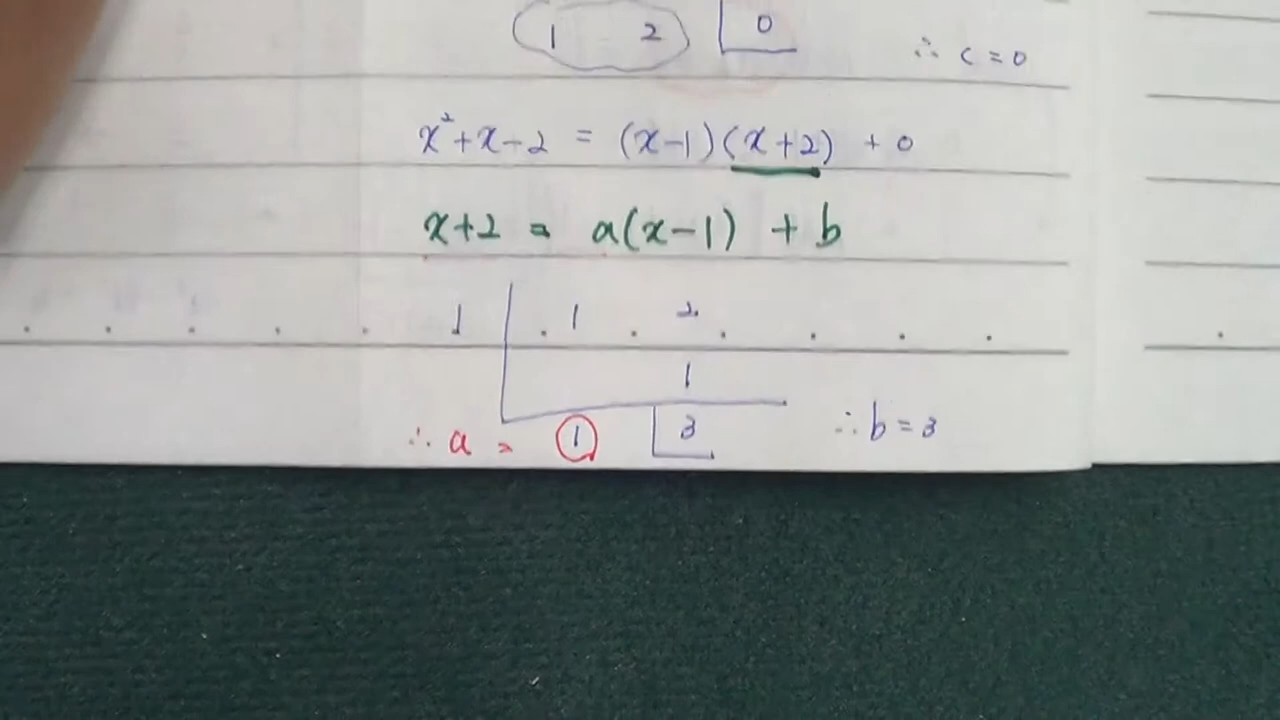 1 2 0 ∴ c = 0
x²+x-2 = (x-1)(x+2) + 0
x+2 = a(x-1) + b
1 1 2
1
∴ a = 1 3 ∴ b = 3